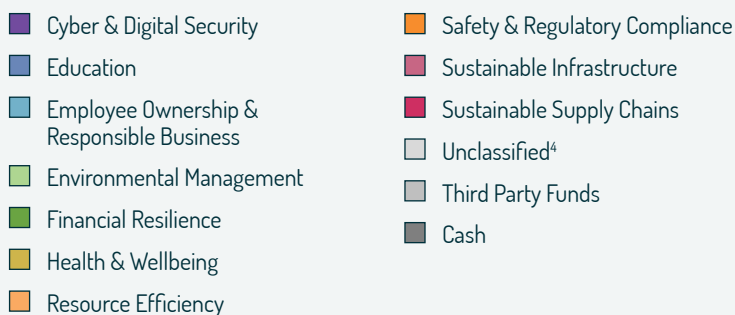 Cyber & Digital Security
Education
Employee Ownership &
Responsible Business
Environmental Management
Financial Resilience
Health & Wellbeing
Resource Efficiency
Safety & Regulatory Compliance
Sustainable Infrastructure
Sustainable Supply Chains
Unclassified⁴
Third Party Funds
Cash